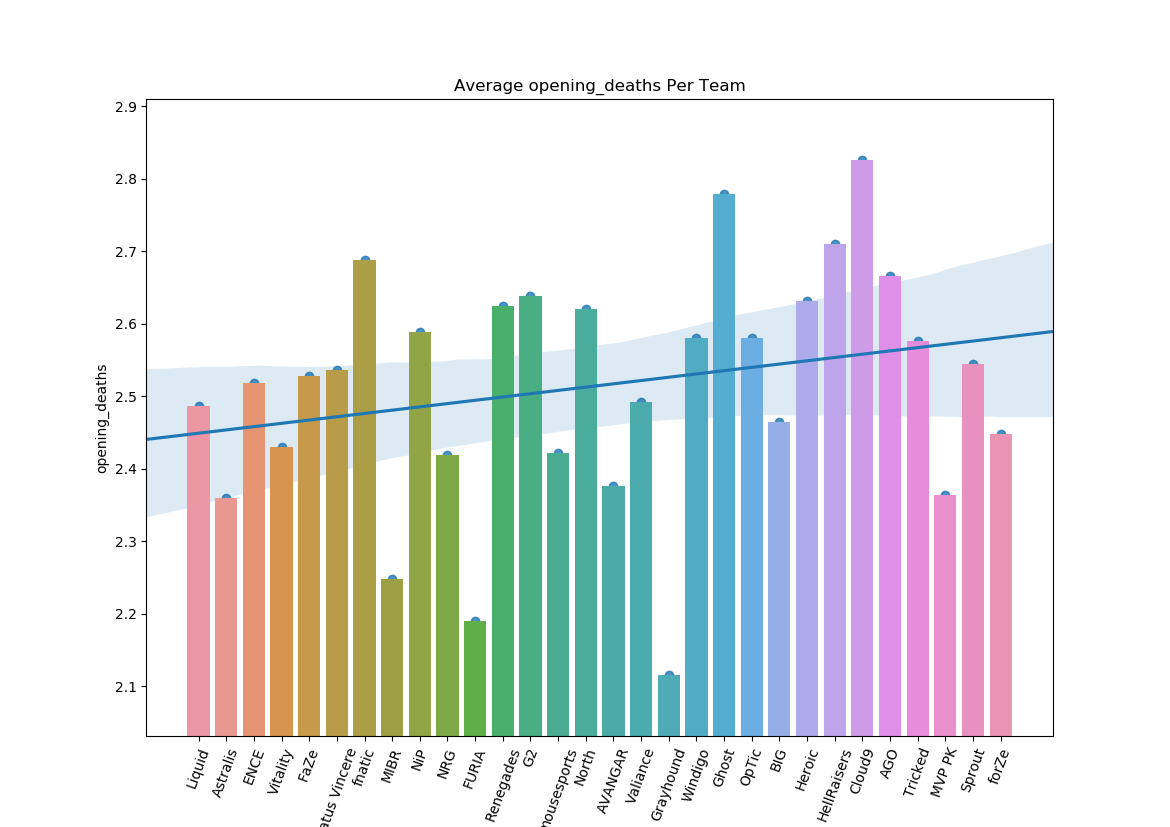 Average opening_deaths Per Team
opening_deaths
2.9
2.8
2.7
2.6
2.5
2.4
2.3
2.2
2.1
Liquid
Astralis
ENCE
Vitality
FaZe
Vincere
fnatic
MIBR
NiP
NRG
FURIA
Renegades
G2
North
AVANGAR
Valiance
Grayhound
Windigo
Ghost
OpTic
BIG
Heroic
HellRaisers
Cloud9
AGO
Tricked
MVP PK
Sprout
forZe